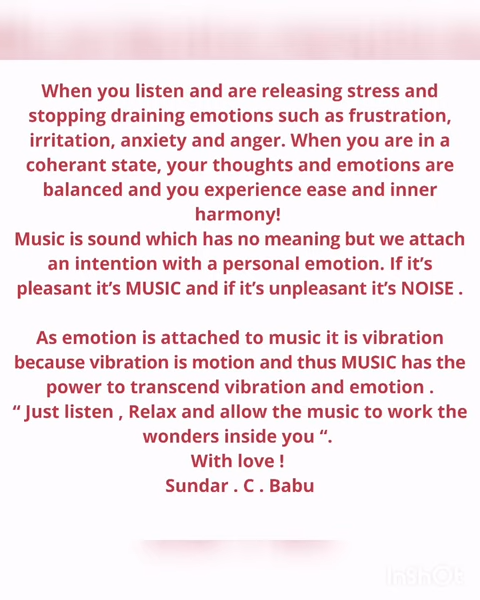 When you listen and are releasing stress and
stopping draining emotions such as frustration,
irritation, anxiety and anger. When you are in a
coherant state, your thoughts and emotions are
balanced and you experience ease and inner
harmony!
Music is sound which has no meaning but we attach
an intention with a personal emotion. If it’s
pleasant it’s MUSIC and if it’s unpleasant it’s NOISE .
As emotion is attached to music it is vibration
because vibration is motion and thus MUSIC has the
power to transcend vibration and emotion .
“ Just listen , Relax and allow the music to work the
wonders inside you “.
With love !
Sundar . C . Babu
InShOt